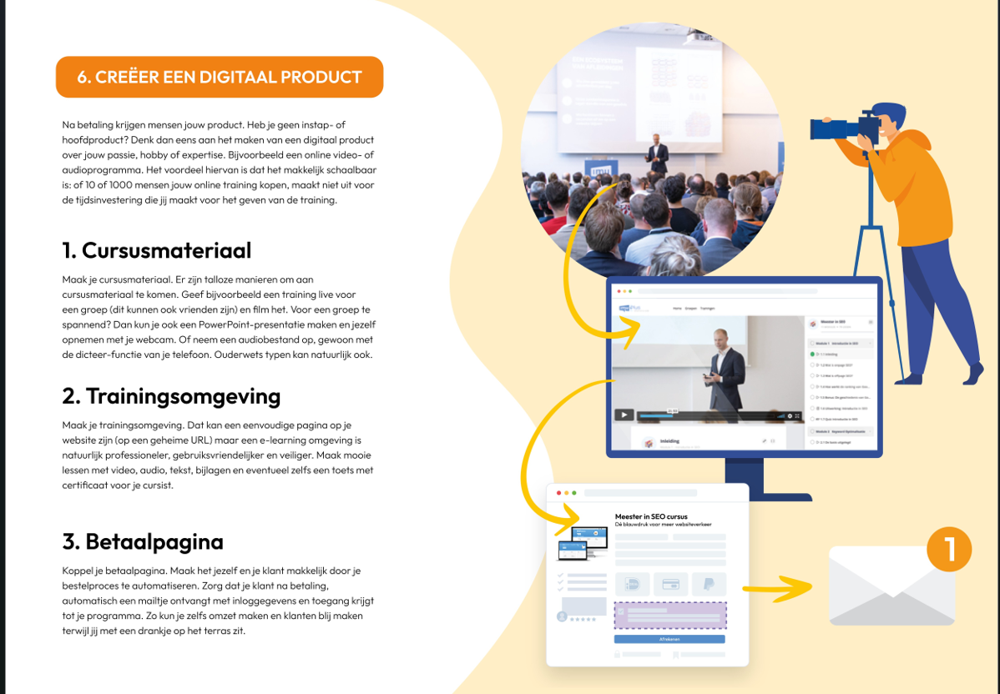 6. CREËER EEN DIGITAAL PRODUCT
Na betaling krijgen mensen jouw product. Heb je geen instap- of
hoofdproduct? Denk dan eens aan het maken van een digitaal product
over jouw passie, hobby of expertise. Bijvoorbeeld een online video- of
audioprogramma. Het voordeel hiervan is dat het makkelijk schaalbaar
is: of 10 of 1000 mensen jouw online training kopen, maakt niet uit voor
de tijdsinvestering die jij maakt voor het geven van de training.
1. Cursusmateriaal
Maak je cursusmateriaal. Er zijn talloze manieren om aan
cursusmateriaal te komen. Geef bijvoorbeeld een training live voor
een groep (dit kunnen ook vrienden zijn) en film het. Voor een groep te
spannend? Dan kun je ook een PowerPoint-presentatie maken en jezelf
opnemen met je webcam. Of neem een audiobestand op, gewoon met
de dicteer-functie van je telefoon. Ouderwets typen kan natuurlijk ook.
2. Trainingsomgeving
Maak je trainingsomgeving. Dat kan een eenvoudige pagina op je
website zijn (op een geheime URL) maar een e-learning omgeving is
natuurlijk professioneler, gebruiksvriendelijker en veiliger. Maak mooie
lessen met video, audio, tekst, bijlagen en eventueel zelfs een toets met
certificaat voor je cursist.
3. Betaalpagina
Koppel je betaalpagina. Maak het jezelf en je klant makkelijk door je
bestelproces te automatiseren. Zorg dat je klant na betaling,
automatisch een mailtje ontvangt met inloggegevens en toegang krijgt
tot je programma. Zo kun je zelfs omzet maken en klanten blij maken
terwijl jij met een drankje op het terras zit.
imu
Plus
Home Groepen Trainingen
Meester in SEO
Module 1 Introductie in SEO
1.1 Inleiding
Inleiding
Meester in SEO cursus
Dé blauwdruk voor meer websiteverkeer
Afrekenen
1